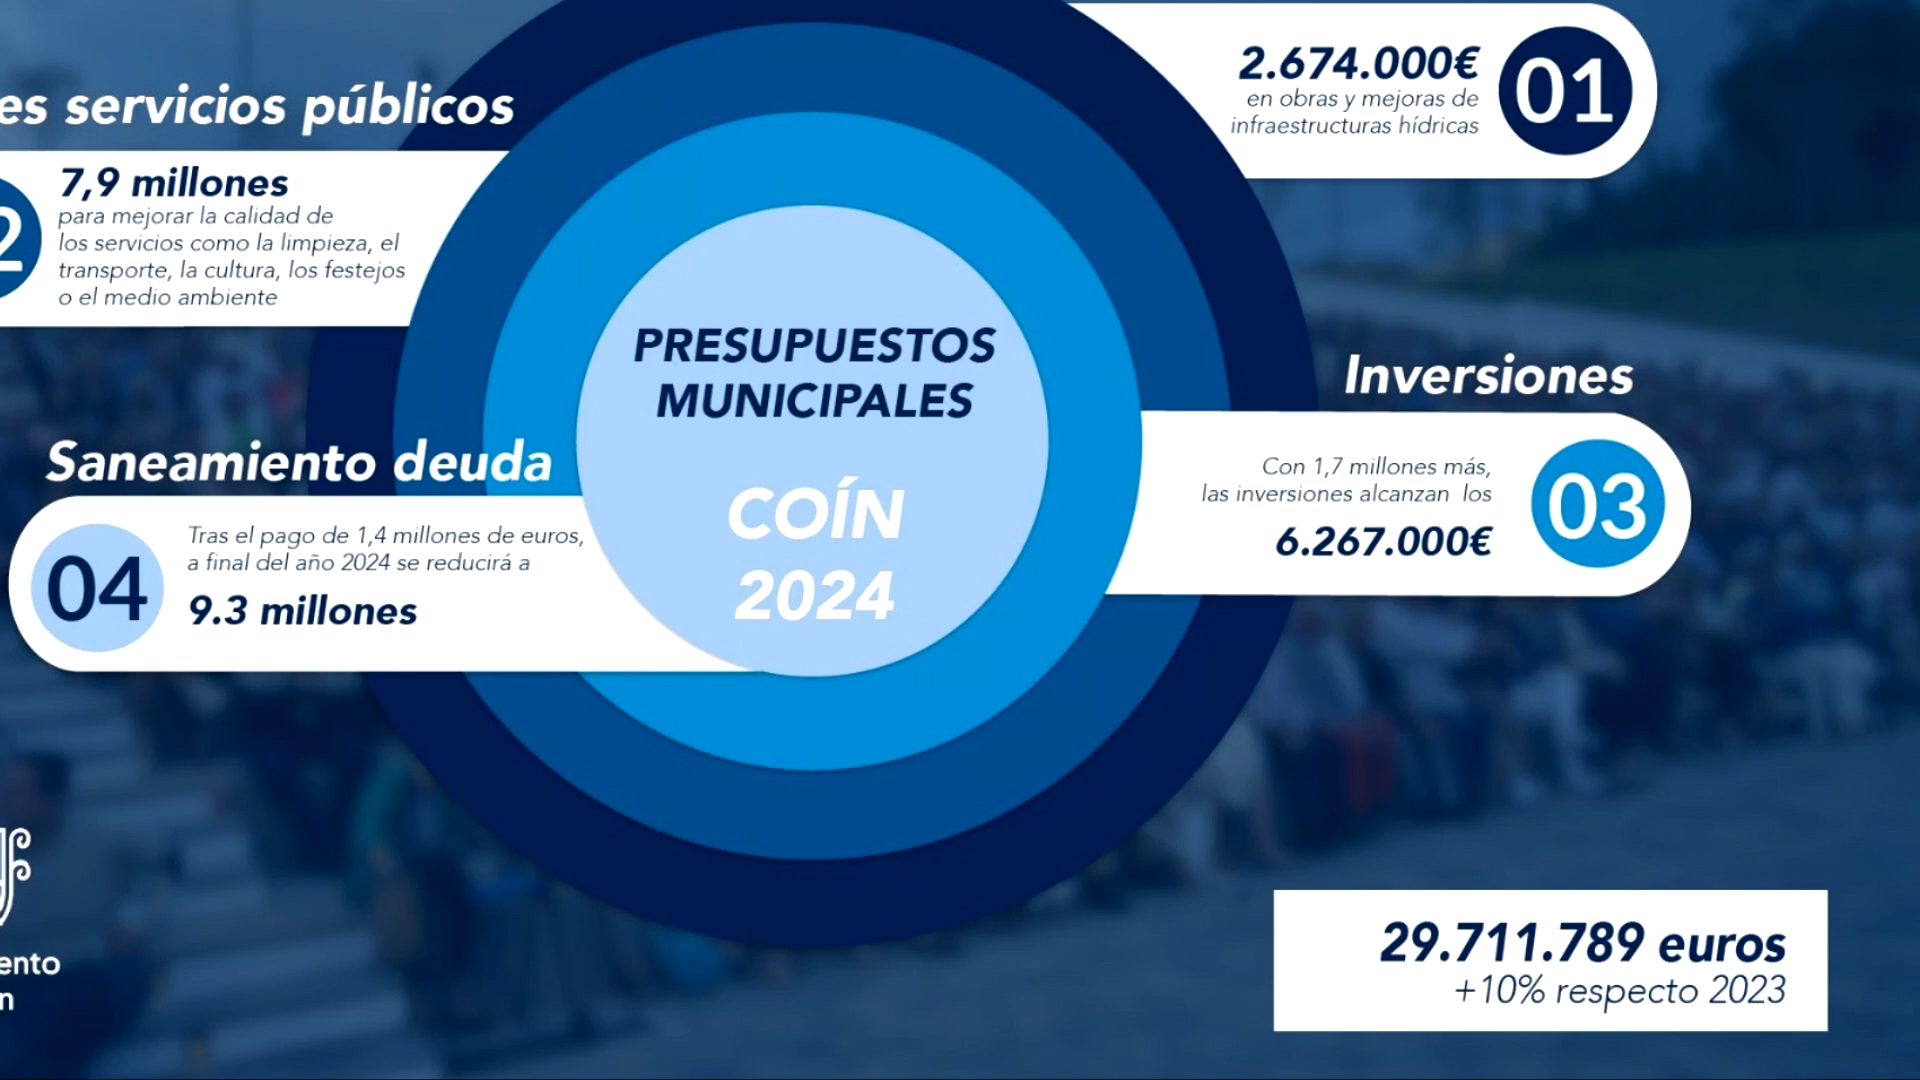 2.674.000€
en obras y mejoras de
infraestructuras hídricas
01
es servicios públicos
2
7,9 millones
para mejorar la calidad de
los servicios como la limpieza, el
transporte, la cultura, los festejos
o el medio ambiente
PRESUPUESTOS
MUNICIPALES
COÍN
2024
Inversiones
Con 1,7 millones más,
las inversiones alcanzan los
6.267.000€
03
Saneamiento deuda
04
Tras el pago de 1,4 millones de euros,
a final del año 2024 se reducirá a
9.3 millones
ento
n
29.711.789 euros
+10% respecto 2023